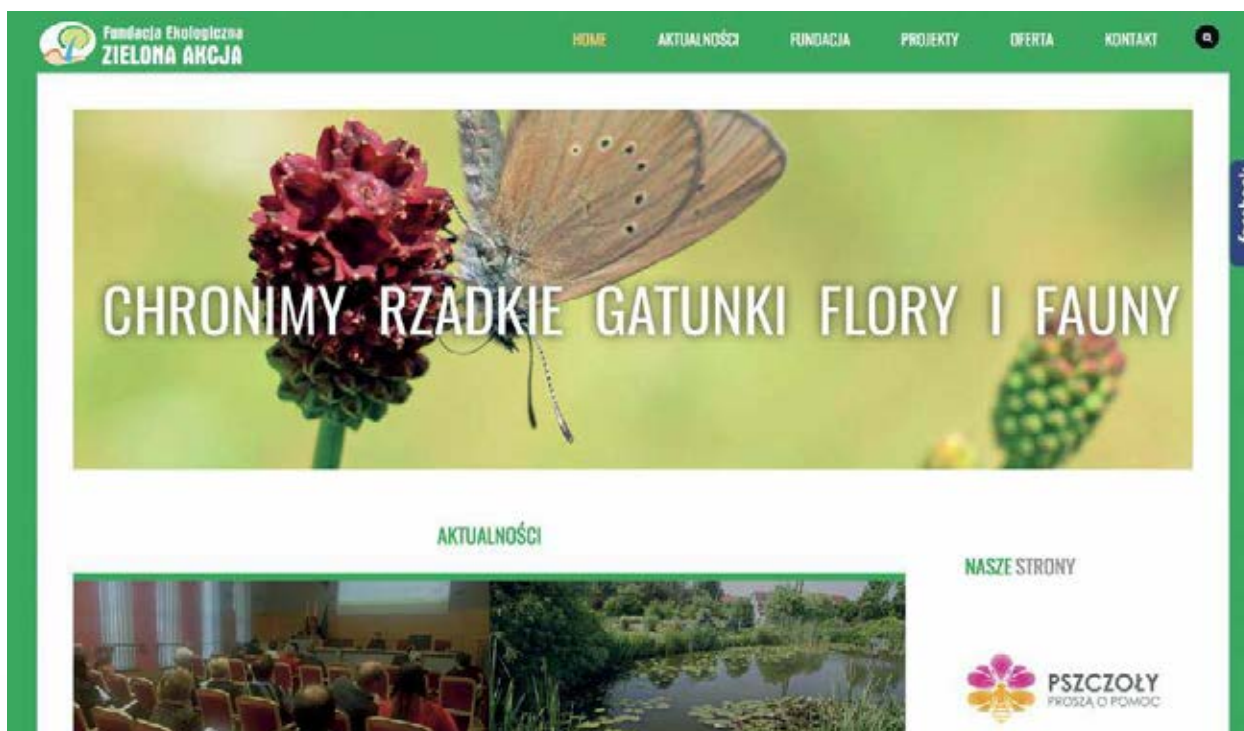 Fundacja Ekologiczna
ZIELONA AKCJA
HOME AKTUALNOŚCI FUNDACJA PROJEKTY OFERTA KONTAKT
facebook
CHRONIMY RZADKIE GATUNKI FLORY I FAUNY
AKTUALNOŚCI
NASZE STRONY
PSZCZOŁY
PROSZĄ O POMOC